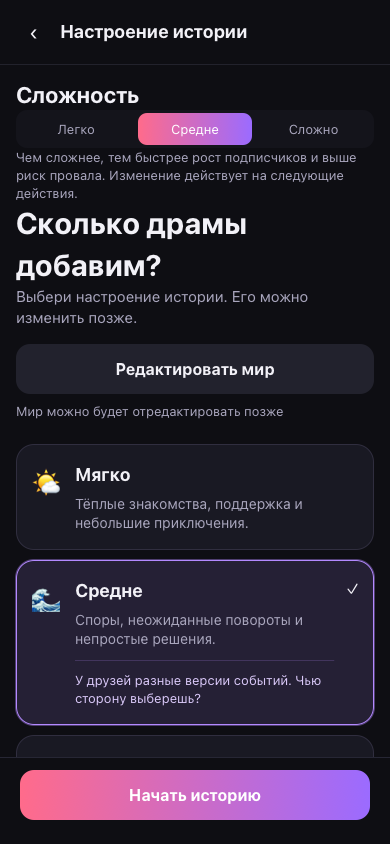 Настроение истории
Сложность
Легко
Средне
Сложно
Чем сложнее, тем быстрее рост подписчиков и выше
риск провала. Изменение действует на следующие
действия.
Сколько драмы
добавим?
Выбери настроение истории. Его можно
изменить позже.
Редактировать мир
Мир можно будет отредактировать позже
Мягко
Тёплые знакомства, поддержка и
небольшие приключения.
Средне
Споры, неожиданные повороты и
непростые решения.
У друзей разные версии событий. Чью
сторону выберешь?
Начать историю